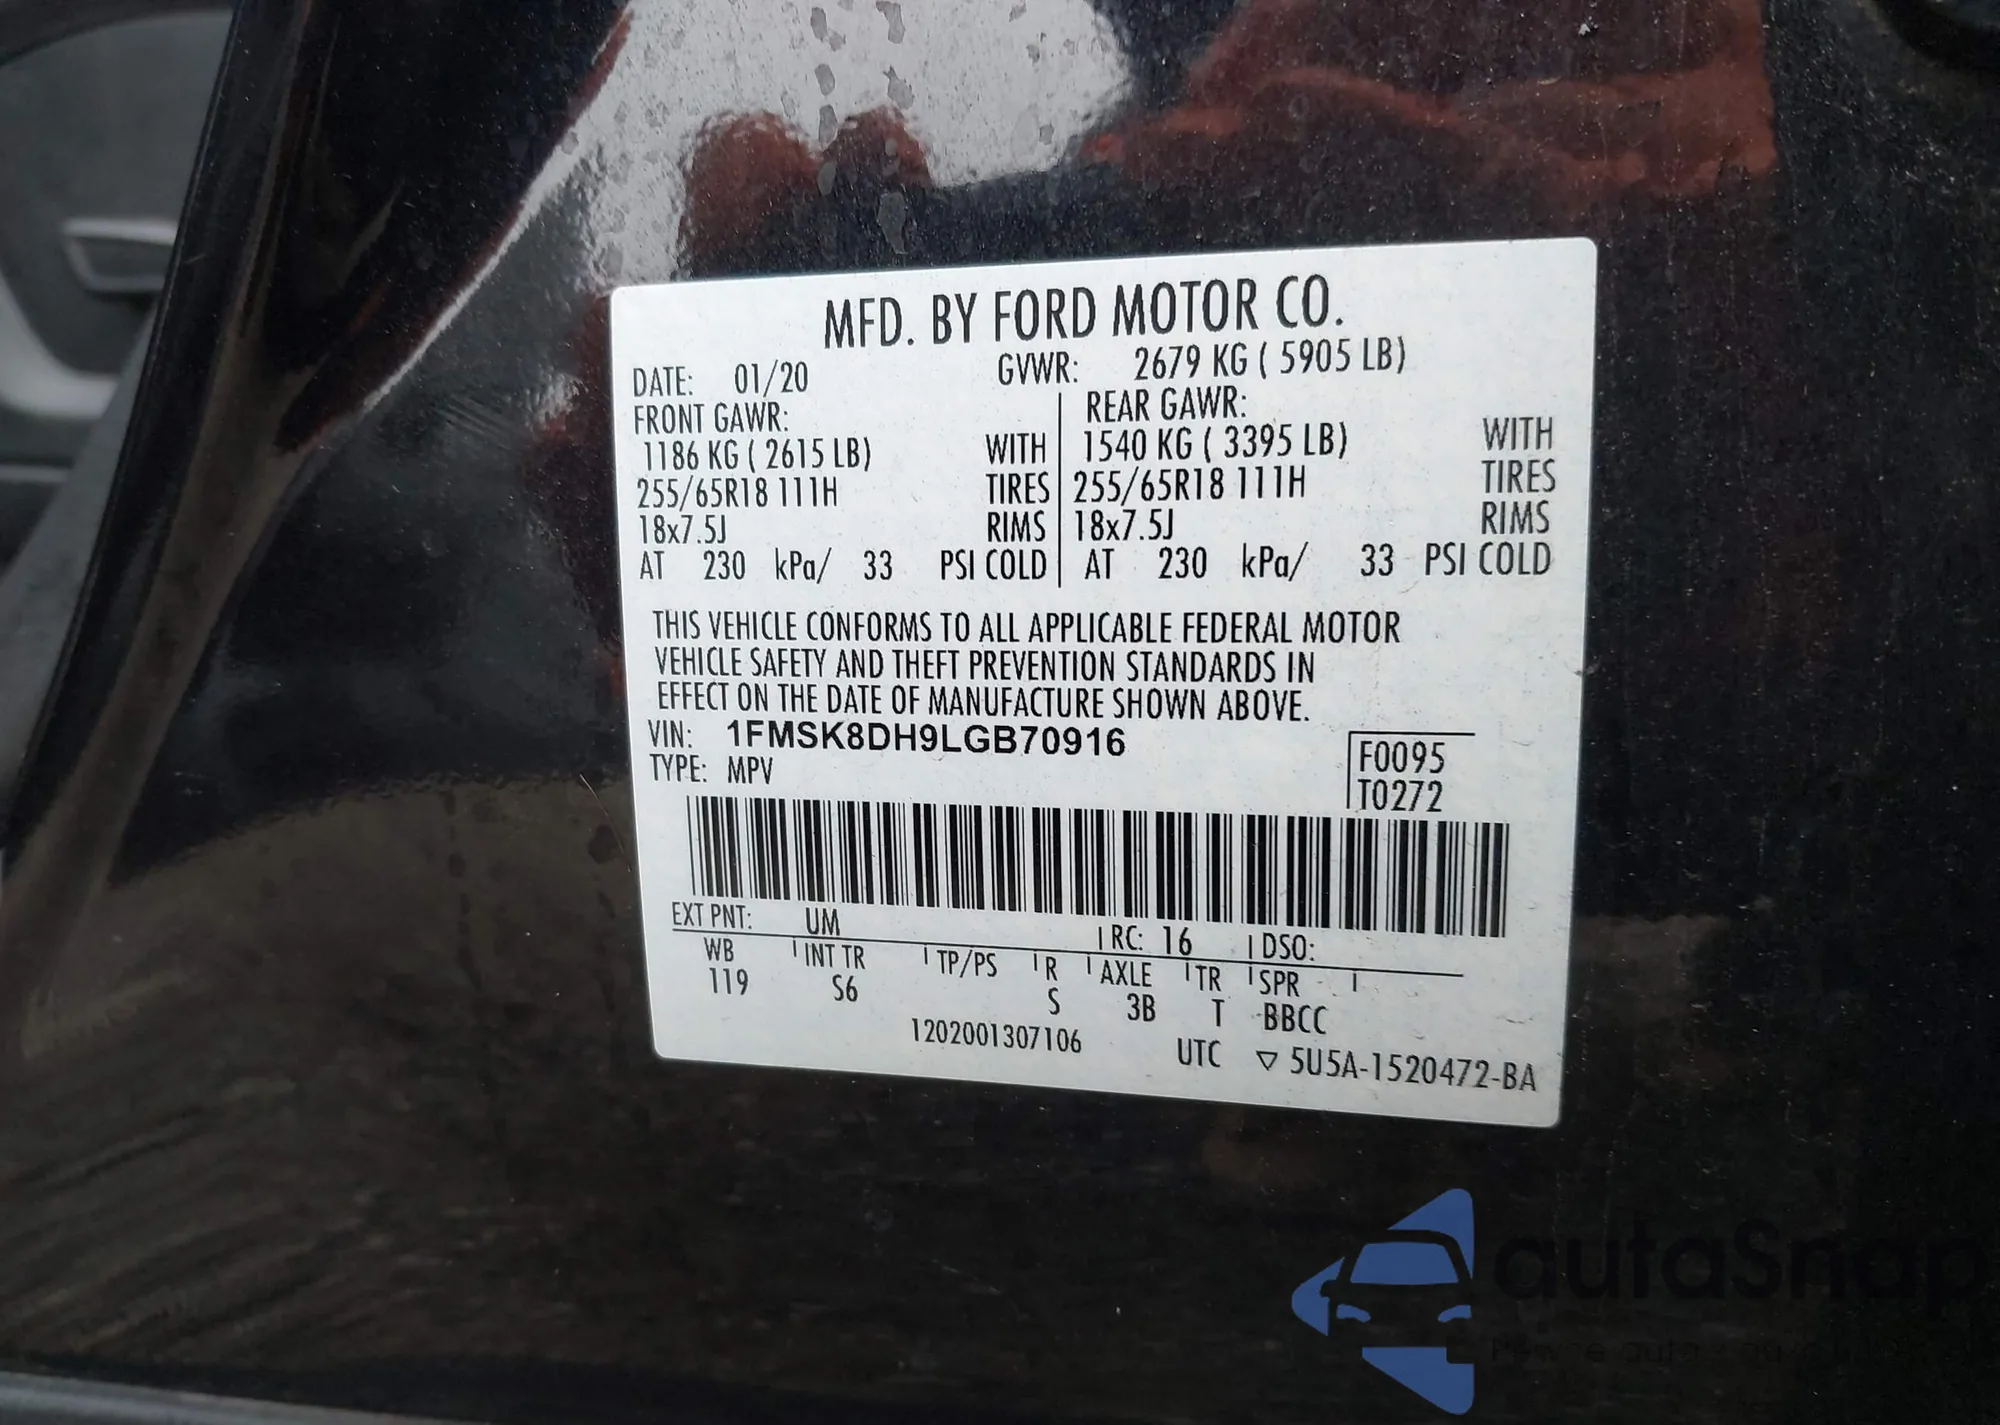 MFD. BY FORD MOTOR CO.
DATE: 01/20 GVWR: 2679 KG ( 5905 LB)
FRONT GAWR: REAR GAWR:
1186 KG ( 2615 LB) WITH 1540 KG ( 3395 LB) WITH
255/65R18 111H TIRES 255/65R18 111H TIRES
18x7.5J RIMS 18x7.5J RIMS
AT 230 kPa/ 33 PSI COLD AT 230 kPa/ 33 PSI COLD
THIS VEHICLE CONFORMS TO ALL APPLICABLE FEDERAL MOTOR
VEHICLE SAFETY AND THEFT PREVENTION STANDARDS IN
EFFECT ON THE DATE OF MANUFACTURE SHOWN ABOVE.
VIN: 1FMSK8DH9LGB70916 F0095
TYPE: MPV T0272
EXT PNT: UM RC: 16 DSO:
WB INT TR TP/PS R AXLE TR SPR
119 S6 S 3B T BBCC
1202001307106 UTC ▽ 5U5A-1520472-BA
autaSnap